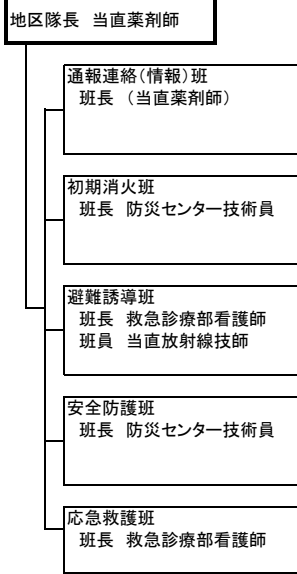 地区隊長 当直薬剤師
通報連絡(情報)班
班長 (当直薬剤師)
初期消火班
班長 防災センター技術員
避難誘導班
班長 救急診療部看護師
班員 当直放射線技師
安全防護班
班長 防災センター技術員
応急救護班
班長 救急診療部看護師